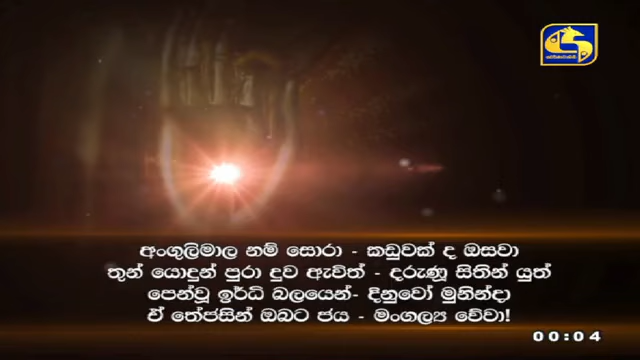 අංගුලිමාල නම් සොරා - කඩුවක් ද ඔසවා
තුන් යොදුන් පුරා දුව ඇවිත් - දරුණූ සිතින් යුත්
පෙන්වූ ඉර්ධි බලයෙන්- දිනුවෝ මුනින්දා
ඒ තේජසින් ඔබට ජය - මංගල්‍ය වේවා!
00:04